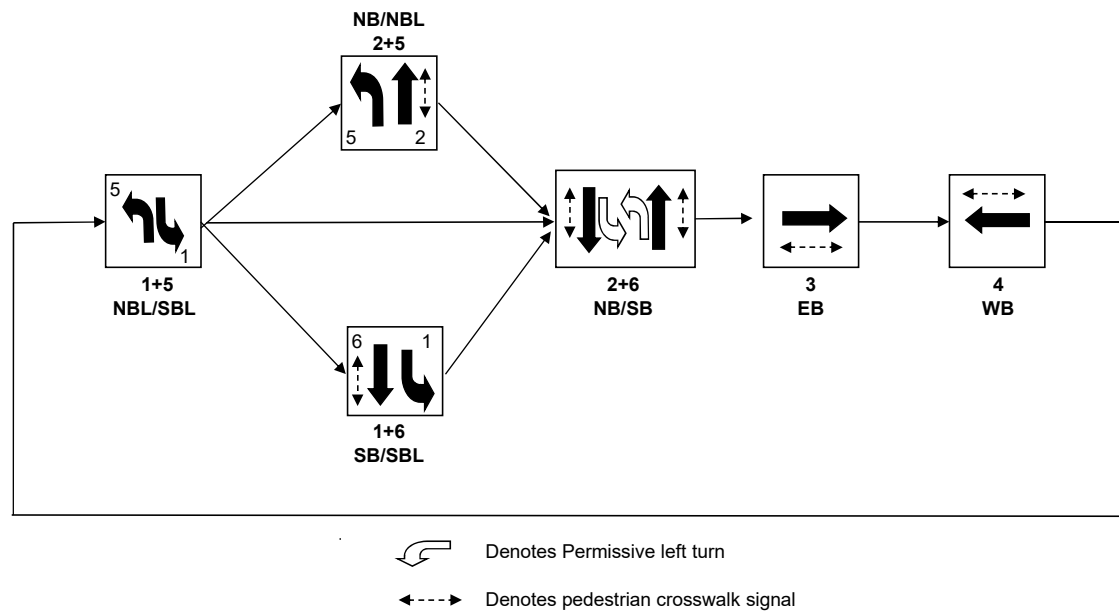 NB/NBL
2+5
5 2
5
1
1+5
NBL/SBL
2+6
NB/SB
3
EB
4
WB
6 1
1+6
SB/SBL
Denotes Permissive left turn
Denotes pedestrian crosswalk signal